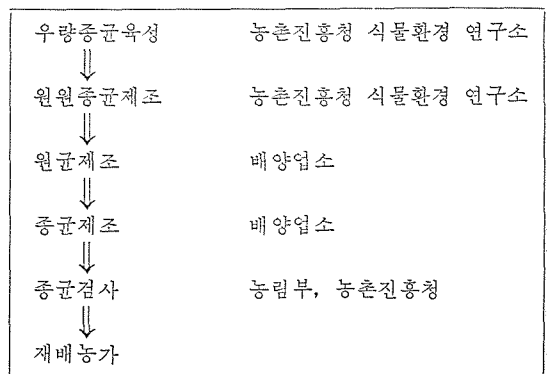 우량종균육성 농촌진흥청 식물환경 연구소
⇓
원원종균제조 농촌진흥청 식물환경 연구소
⇓
원균제조 배양업소
⇓
종균제조 배양업소
⇓
종균검사 농림부, 농촌진흥청
⇓
재배농가